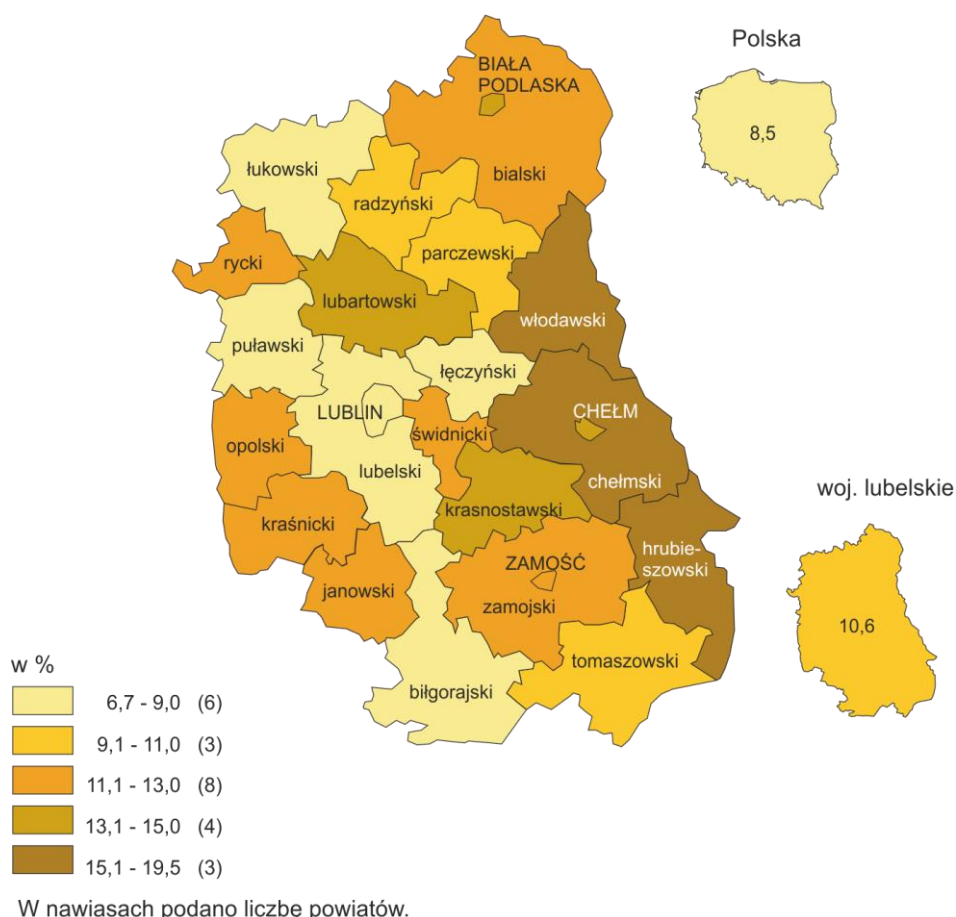 Polska
8,5
BIAŁA
PODLASKA
łukowski
bialski
radzyński
parczewski
rycki
lubartowski
włodawski
puławski
łęczyński
LUBLIN
CHEŁM
świdnicki
opolski
lubelski
chełmski
woj. lubelskie
krasnostawski
kraśnicki
hrubie-
szowski
ZAMOŚĆ
janowski
zamojski
10,6
tomaszowski
biłgorajski
w %
6,7 - 9,0 (6)
9,1 - 11,0 (3)
11,1 - 13,0 (8)
13,1 - 15,0 (4)
15,1 - 19,5 (3)
W nawiasach podano liczbę powiatów.